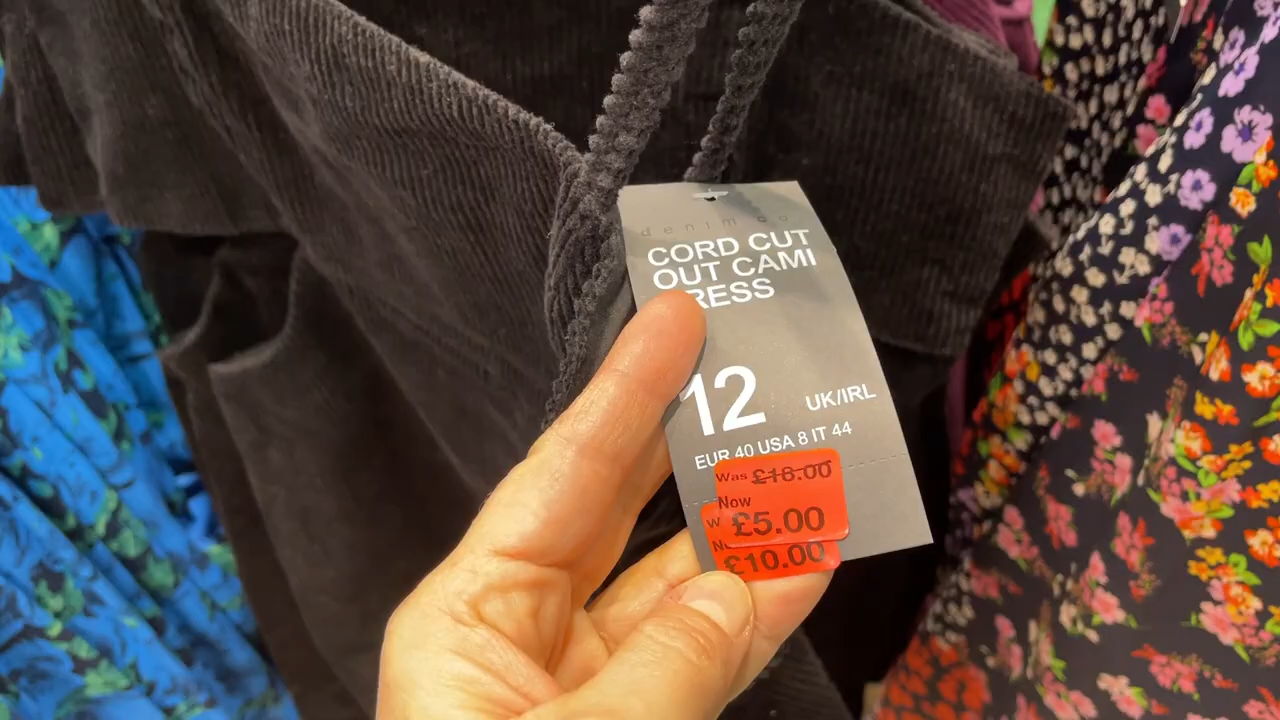 denim co
CORD CUT
OUT CAMI
RESS
12 UK/IRL
EUR 40 USA 8 IT 44
Was £18.00
Now
£5.00
W
£10.00